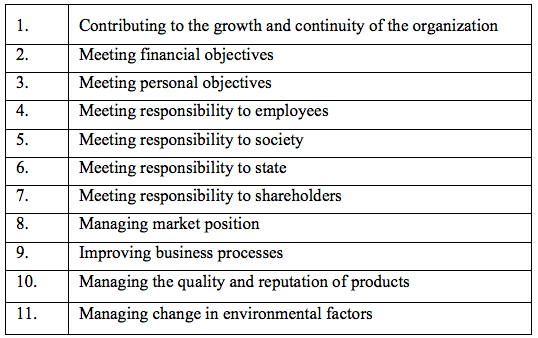 1. Contributing to the growth and continuity of the organization
2. Meeting financial objectives
3. Meeting personal objectives
4. Meeting responsibility to employees
5. Meeting responsibility to society
6. Meeting responsibility to state
7. Meeting responsibility to shareholders
8. Managing market position
9. Improving business processes
10. Managing the quality and reputation of products
11. Managing change in environmental factors